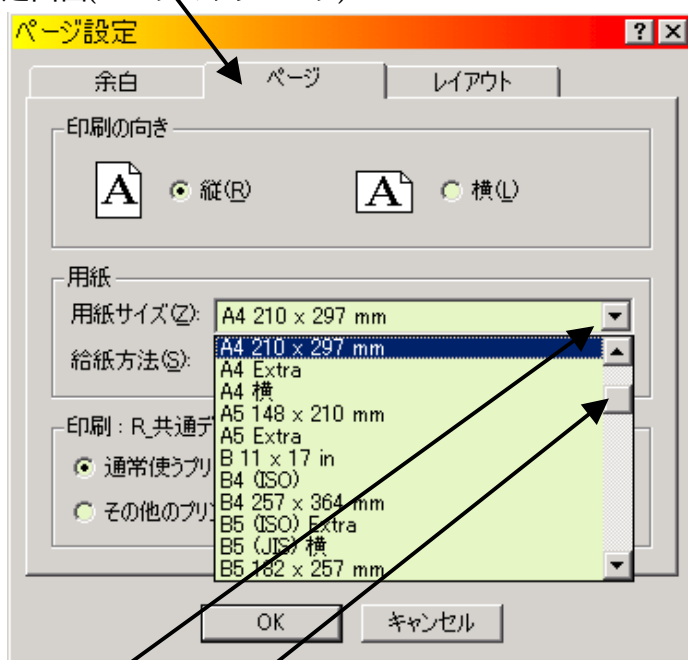 ページ設定
余白 ページ レイアウト
印刷の向き
A 縦(R) A 横(L)
用紙
用紙サイズ(Z): A4 210 x 297 mm
給紙方法(S):
A4 210 x 297 mm
A4 Extra
A4 横
A5 148 x 210 mm
A5 Extra
B 11 x 17 in
B4 (ISO)
B4 257 x 364 mm
B5 (ISO) Extra
B5 (JIS) 横
B5 182 x 257 mm
印刷 : R_共通デ
通常使うプリ
その他のプリ
OK キャンセル